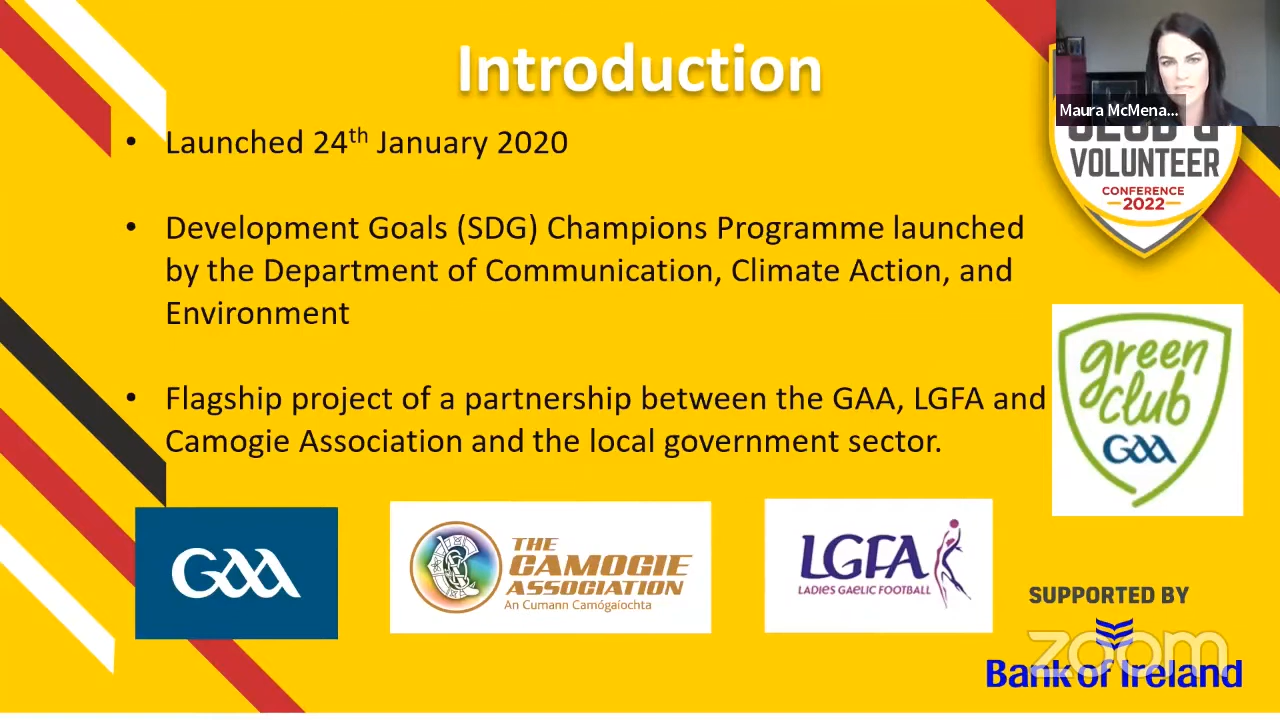 Introduction
Maura McMena...
• Launched 24th January 2020
VOLUNTEER
CONFERENCE
2022
• Development Goals (SDG) Champions Programme launched
by the Department of Communication, Climate Action, and
Environment
• Flagship project of a partnership between the GAA, LGFA and
Camogie Association and the local government sector.
green
club
GAA
GAA
THE
CAMOGIE
ASSOCIATION
An Cumann Camógaíochta
LGFA
LADIES GAELIC FOOTBALL
SUPPORTED BY
zoom
Bank of Ireland